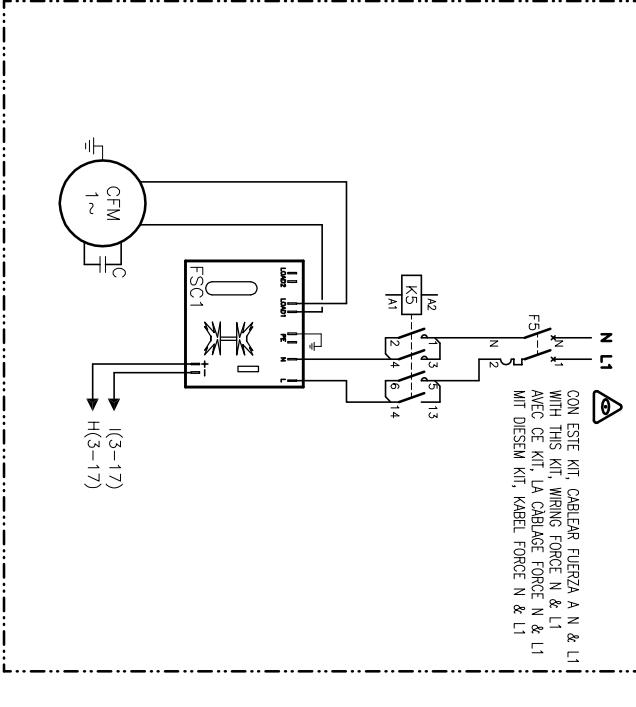 N L1
CON ESTE KIT, CABLEAR FUERZA A N & L1
WITH THIS KIT, WIRING FORCE N & L1
AVEC CE KIT, LA CÂBLAGE FORCE N & L1
MIT DIESEM KIT, KABEL FORCE N & L1
F5
N 1
N 2
K5
A2
A1
1 3 5 13
2 4 6 14
CFM
1~
C
FSC1
LOAD2
LOAD1
PE
N
L
+ -
I(3-17)
H(3-17)